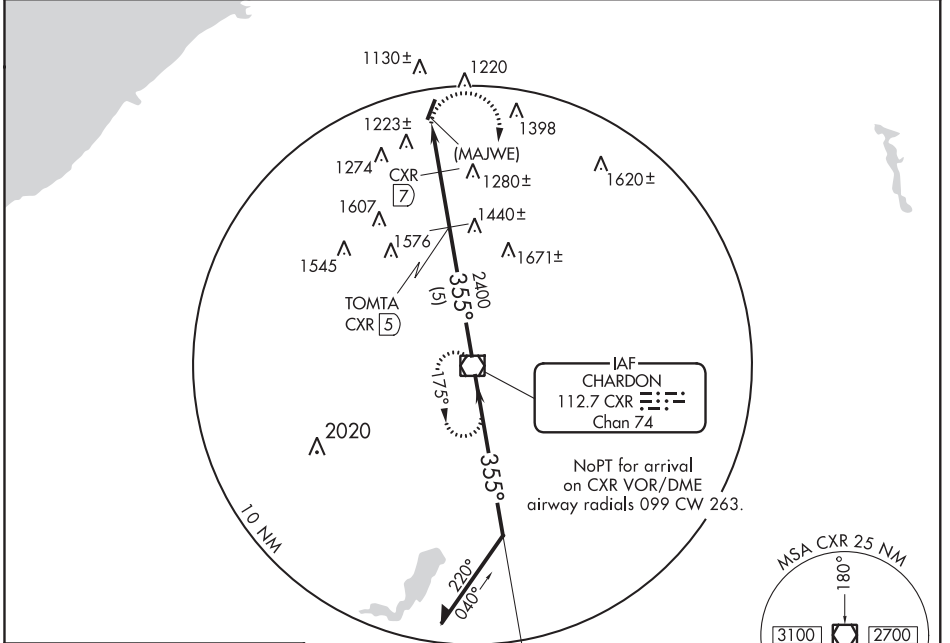 1130±
1220
1223±
1398
(MAJWE)
1274
CXR
7
1280±
1620±
1607
1440±
1576
1545
1671±
TOMTA
CXR 5
355°
2400
(5)
175°
IAF
CHARDON
112.7 CXR
Chan 74
2020
355°
NoPT for arrival
on CXR VOR/DME
airway radials 099 CW 263.
10 NM
220°
040°
MSA CXR 25 NM
180°
3100
2700